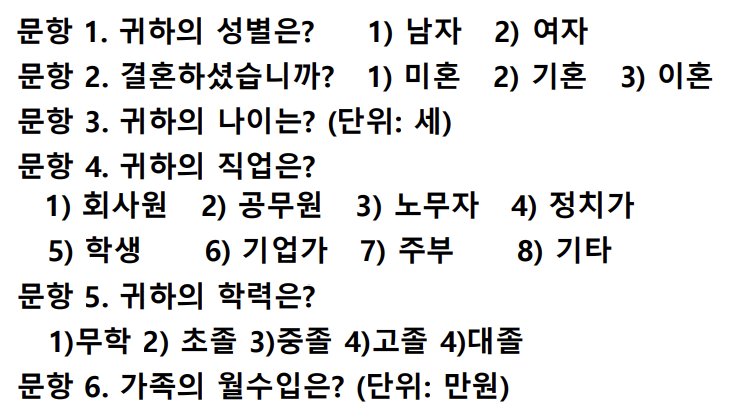 문항 1. 귀하의 성별은? 1) 남자 2) 여자
문항 2. 결혼하셨습니까? 1) 미혼 2) 기혼 3) 이혼
문항 3. 귀하의 나이는? (단위: 세)
문항 4. 귀하의 직업은?
1) 회사원 2) 공무원 3) 노무자 4) 정치가
5) 학생 6) 기업가 7) 주부 8) 기타
문항 5. 귀하의 학력은?
1)무학 2) 초졸 3)중졸 4)고졸 4)대졸
문항 6. 가족의 월수입은? (단위: 만원)